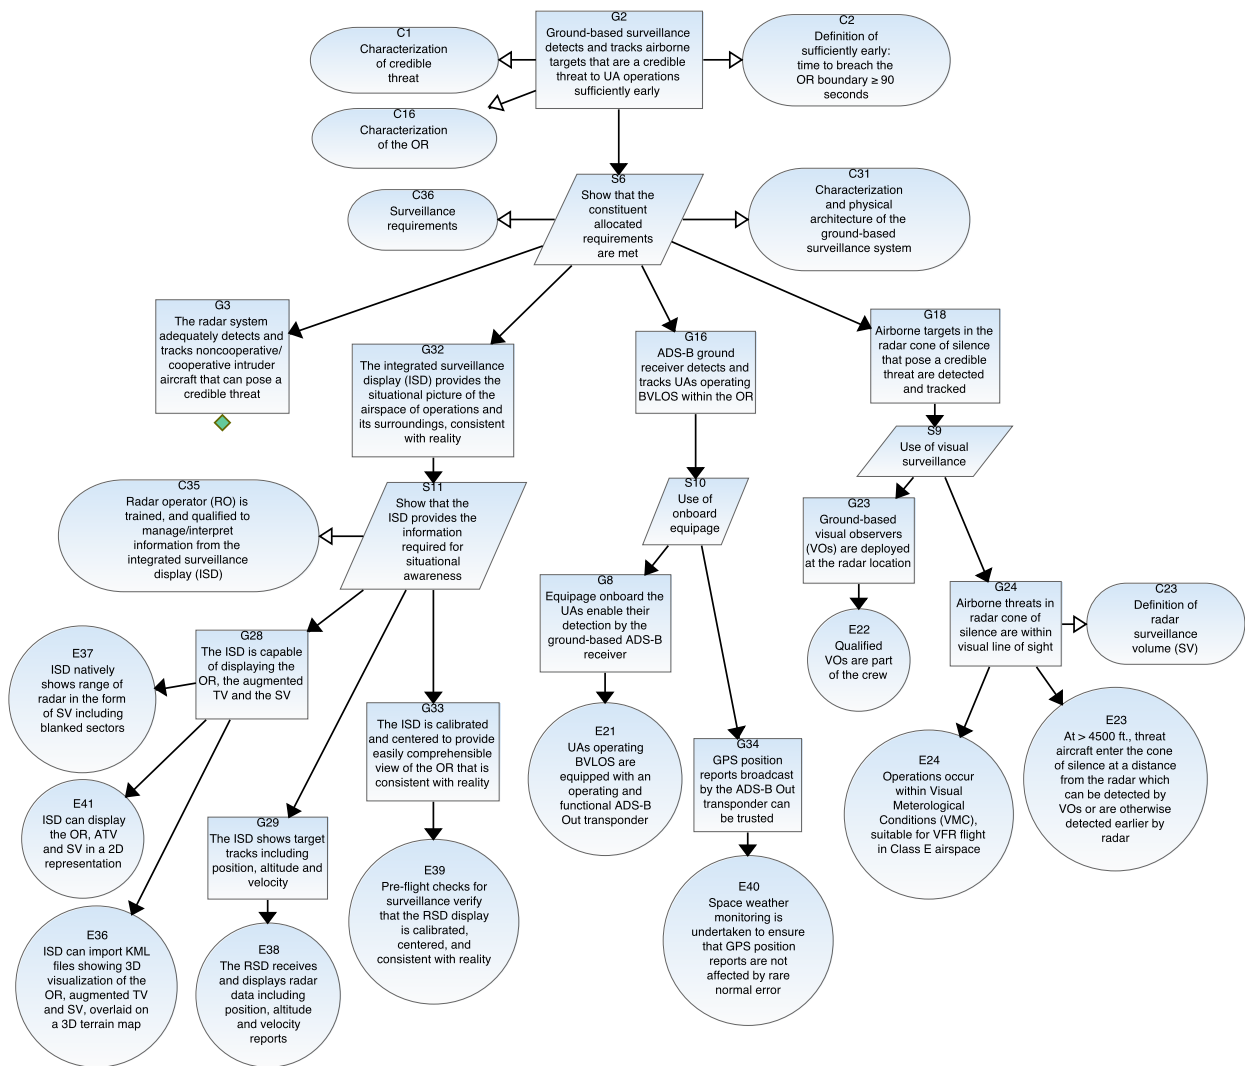 G2
Ground-based surveillance
detects and tracks airborne
targets that are a credible
threat to UA operations
sufficiently early
C1
Characterization
of credible
threat
C2
Definition of
sufficiently early:
time to breach the
OR boundary ≥ 90
seconds
C16
Characterization
of the OR
S6
Show that the
constituent
allocated
requirements
are met
C36
Surveillance
requirements
C31
Characterization
and physical
architecture of the
ground-based
surveillance system
G3
The radar system
adequately detects and
tracks noncooperative/
cooperative intruder
aircraft that can pose a
credible threat
G32
The integrated surveillance
display (ISD) provides the
situational picture of the
airspace of operations and
its surroundings, consistent
with reality
G16
ADS-B ground
receiver detects and
tracks UAs operating
BVLOS within the OR
G18
Airborne targets in the
radar cone of silence
that pose a credible
threat are detected
and tracked
S9
Use of visual
surveillance
C35
Radar operator (RO) is
trained, and qualified to
manage/interpret
information from the
integrated surveillance
display (ISD)
S11
Show that the
ISD provides the
information
required for
situational
awareness
S10
Use of
onboard
equipage
G23
Ground-based
visual observers
(VOs) are deployed
at the radar location
G8
Equipage onboard the
UAs enable their
detection by the
ground-based ADS-B
receiver
G24
Airborne threats in
radar cone of
silence are within
visual line of sight
C23
Definition of
radar
surveillance
volume (SV)
E22
Qualified
VOs are part
of the crew
E37
ISD natively
shows range of
radar in the form
of SV including
blanked sectors
G28
The ISD is capable
of displaying the
OR, the augmented
TV and the SV
G33
The ISD is calibrated
and centered to provide
easily comprehensible
view of the OR that is
consistent with reality
E21
UAs operating
BVLOS are
equipped with an
operating and
functional ADS-B
Out transponder
G34
GPS position
reports broadcast
by the ADS-B Out
transponder can
be trusted
E24
Operations occur
within Visual
Meterological
Conditions (VMC),
suitable for VFR flight
in Class E airspace
E23
At > 4500 ft., threat
aircraft enter the cone
of silence at a distance
from the radar which
can be detected by
VOs or are otherwise
detected earlier by
radar
E41
ISD can display
the OR, ATV
and SV in a 2D
representation
G29
The ISD shows target
tracks including
position, altitude and
velocity
E39
Pre-flight checks for
surveillance verify
that the RSD display
is calibrated,
centered, and
consistent with reality
E40
Space weather
monitoring is
undertaken to ensure
that GPS position
reports are not
affected by rare
normal error
E36
ISD can import KML
files showing 3D
visualization of the
OR, augmented TV
and SV, overlaid on
a 3D terrain map
E38
The RSD receives
and displays radar
data including
position, altitude
and velocity
reports